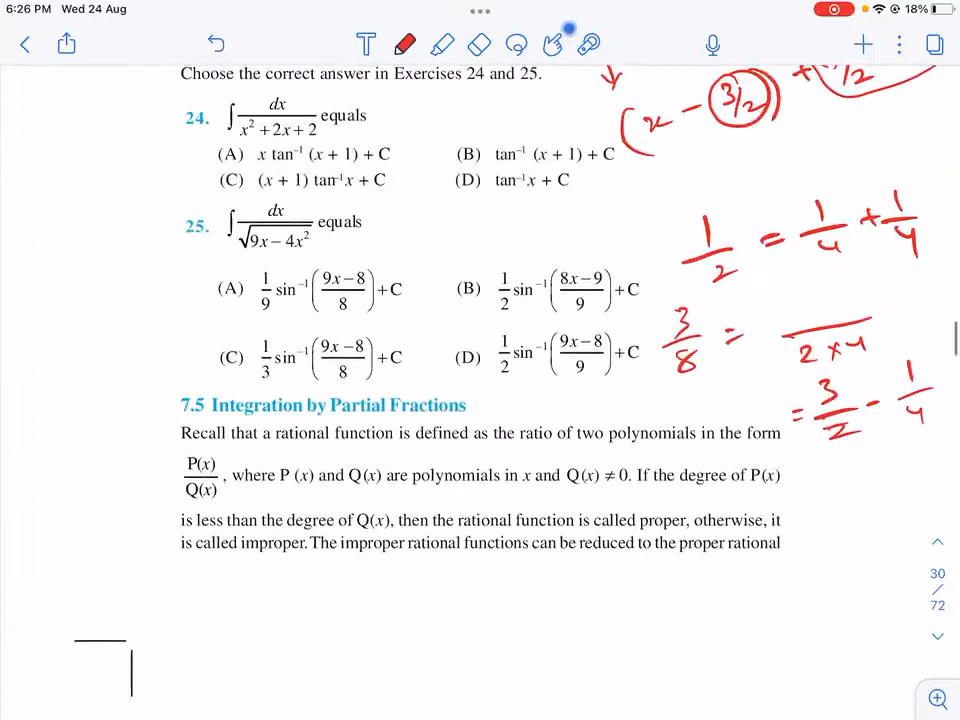 6:26 PM Wed 24 Aug
18%
Choose the correct answer in Exercises 24 and 25.
(x - 3/2)
24. ∫ dx / (x² + 2x + 2) equals
(A) x tan⁻¹ (x + 1) + C (B) tan⁻¹ (x + 1) + C
(C) (x + 1) tan⁻¹x + C (D) tan⁻¹x + C
25. ∫ dx / √(9x – 4x²) equals
1/2 = 1/4 + 1/4
(A) 1/9 sin⁻¹ ((9x – 8)/8) + C (B) 1/2 sin⁻¹ ((8x – 9)/9) + C
3/8 = /(2 × 4)
(C) 1/3 sin⁻¹ ((9x – 8)/8) + C (D) 1/2 sin⁻¹ ((9x – 8)/9) + C
= 3/2 - 1/4
7.5 Integration by Partial Fractions
Recall that a rational function is defined as the ratio of two polynomials in the form
P(x)/Q(x), where P (x) and Q(x) are polynomials in x and Q(x) ≠ 0. If the degree of P(x)
is less than the degree of Q(x), then the rational function is called proper, otherwise, it
is called improper. The improper rational functions can be reduced to the proper rational
30
/
72